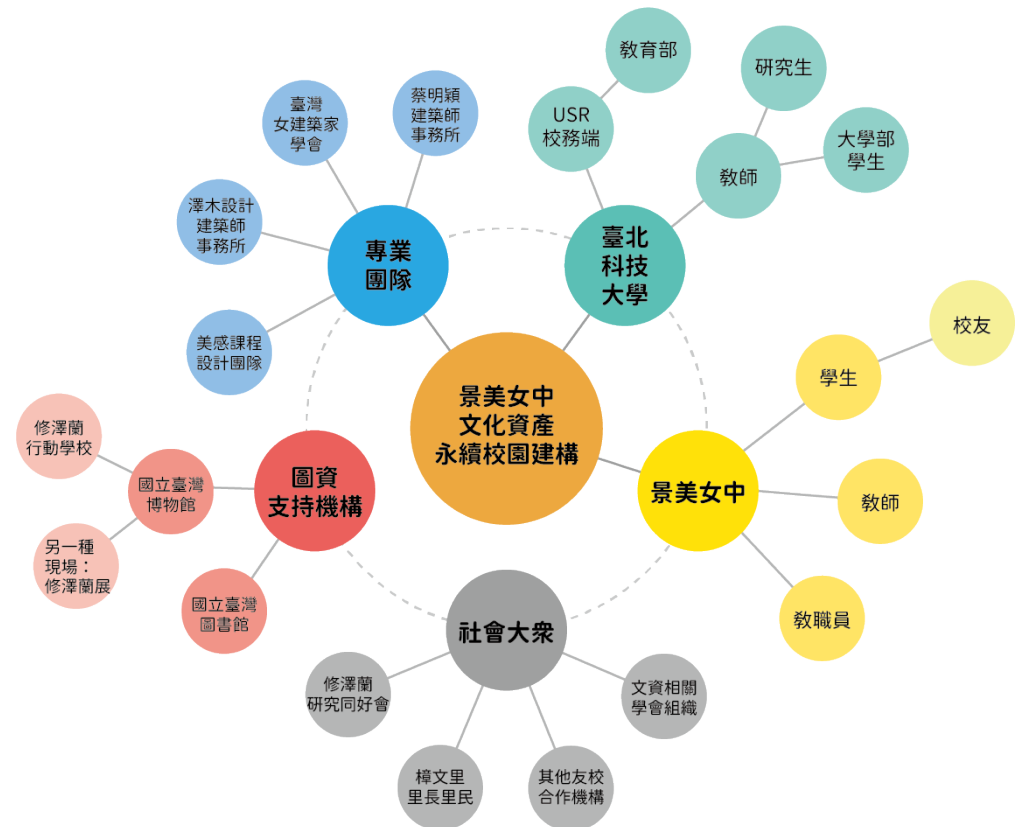 景美女中
文化資產
永續校園建構
專業
團隊
臺灣
女建築家
學會
蔡明穎
建築師
事務所
澤木設計
建築師
事務所
美感課程
設計團隊
臺北
科技
大學
USR
校務端
教育部
教師
研究生
大學部
學生
景美女中
學生
校友
教師
教職員
社會大眾
修澤蘭
研究同好會
樟文里
里長里民
其他友校
合作機構
文資相關
學會組織
圖資
支持機構
國立臺灣
博物館
修澤蘭
行動學校
另一種
現場：
修澤蘭展
國立臺灣
圖書館